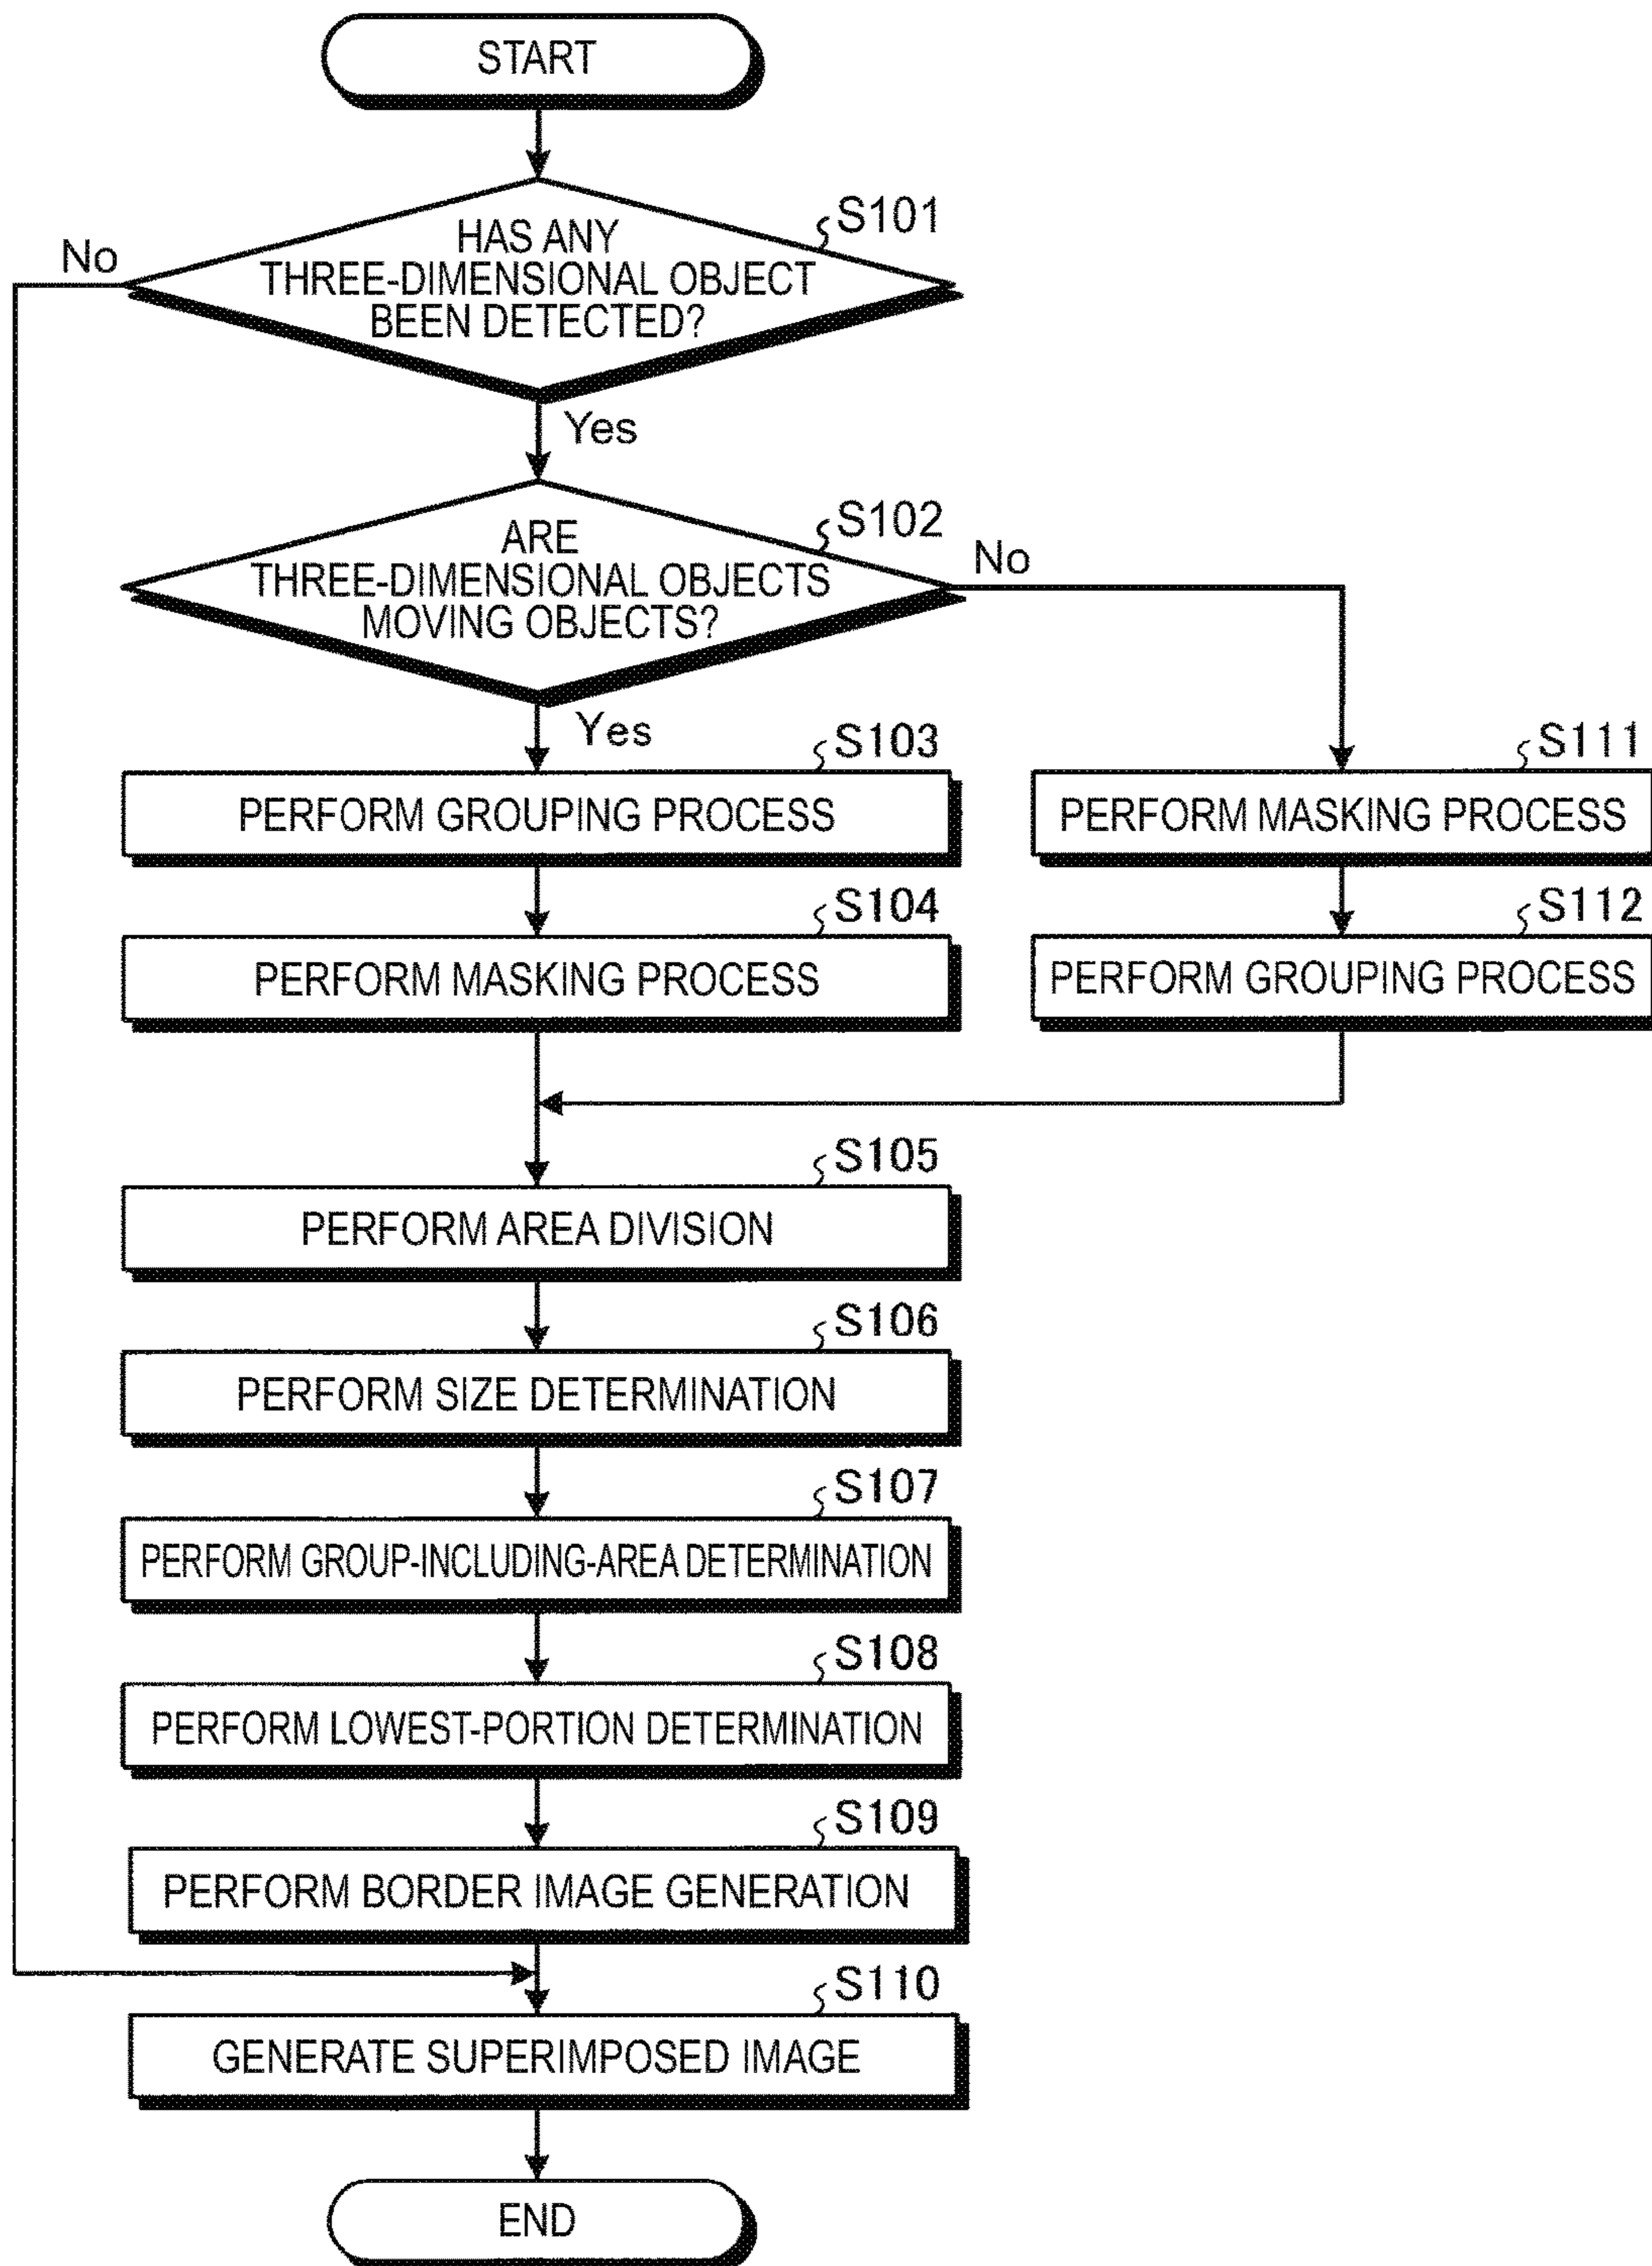 START
S101
HAS ANY
THREE-DIMENSIONAL OBJECT
BEEN DETECTED?
No
Yes
S102
ARE
THREE-DIMENSIONAL OBJECTS
MOVING OBJECTS?
No
Yes
S103
PERFORM GROUPING PROCESS
S111
PERFORM MASKING PROCESS
S104
PERFORM MASKING PROCESS
S112
PERFORM GROUPING PROCESS
S105
PERFORM AREA DIVISION
S106
PERFORM SIZE DETERMINATION
S107
PERFORM GROUP-INCLUDING-AREA DETERMINATION
S108
PERFORM LOWEST-PORTION DETERMINATION
S109
PERFORM BORDER IMAGE GENERATION
S110
GENERATE SUPERIMPOSED IMAGE
END